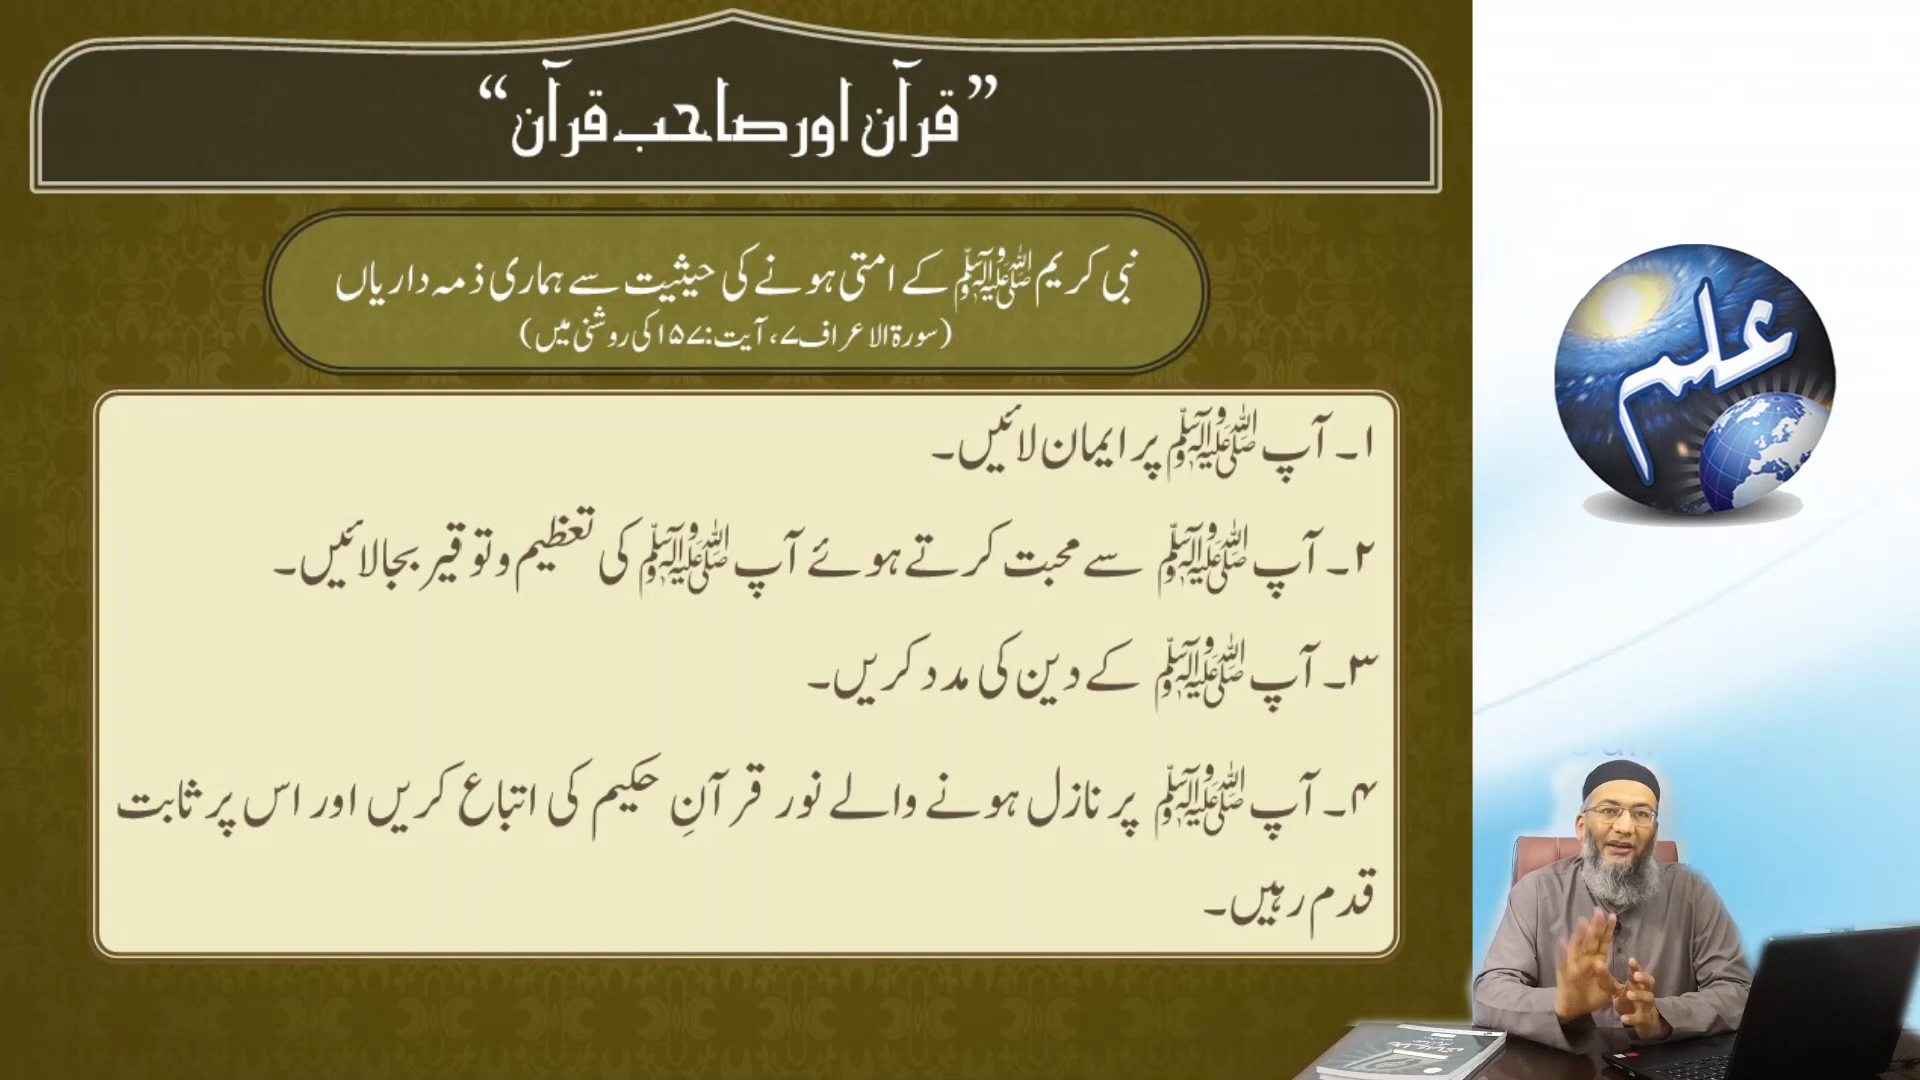 ”قرآن اور صاحب قرآن“
نبی کریم ﷺ کے امتی ہونے کی حیثیت سے ہماری ذمہ داریاں
(سورۃ الاعراف ۷، آیت: ۱۵۷ کی روشنی میں)
۱۔ آپ ﷺ پر ایمان لائیں۔
۲۔ آپ ﷺ سے محبت کرتے ہوئے آپ ﷺ کی تعظیم و توقیر بجالائیں۔
۳۔ آپ ﷺ کے دین کی مدد کریں۔
۴۔ آپ ﷺ پر نازل ہونے والے نور قرآنِ حکیم کی اتباع کریں اور اس پر ثابت
قدم رہیں۔
علم